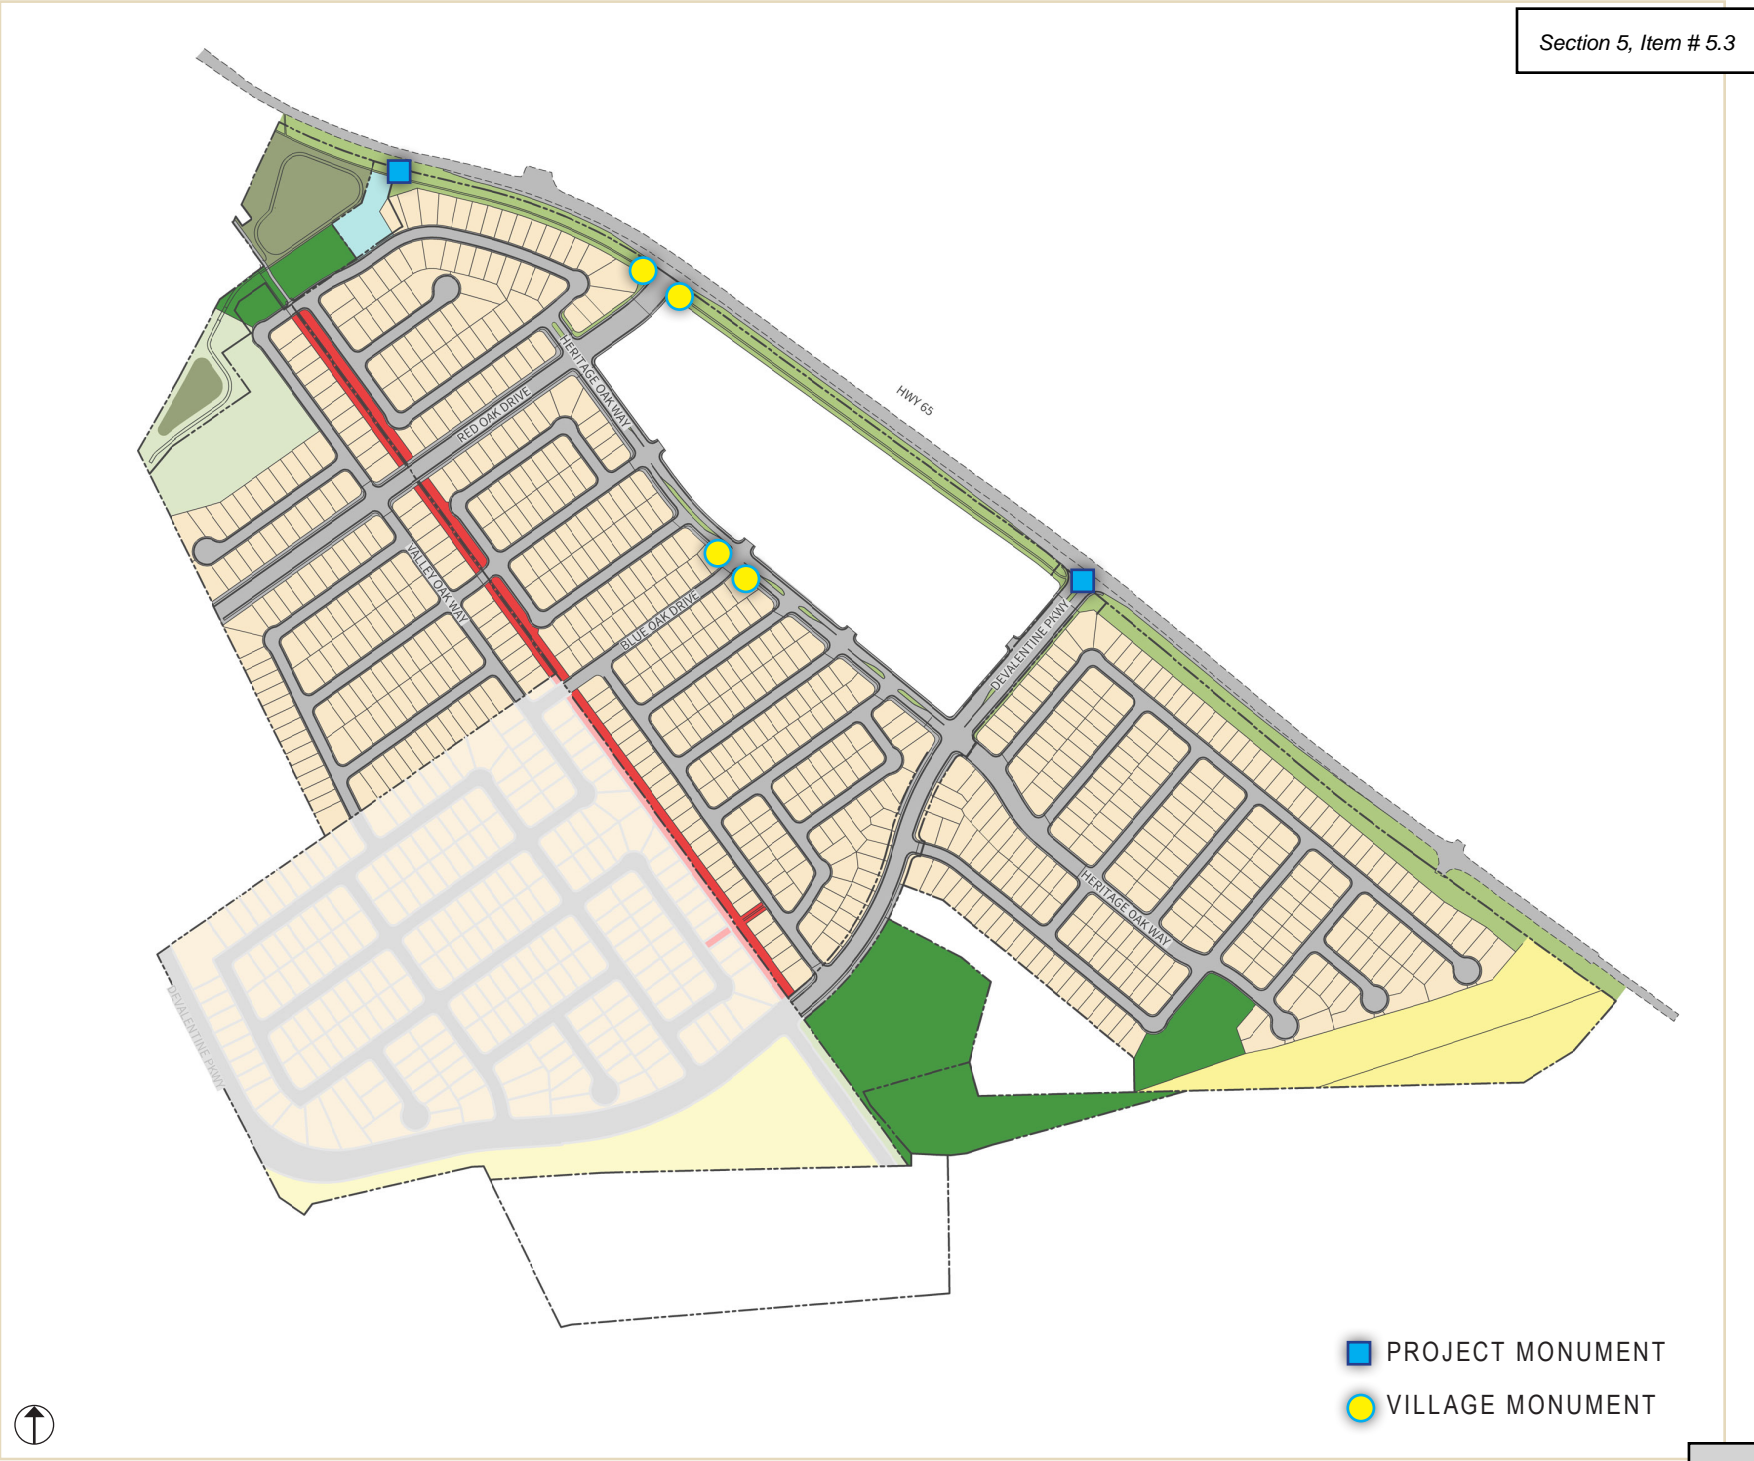 Section 5, Item # 5.3
HWY 65
HERITAGE OAK WAY
RED OAK DRIVE
VALLEY OAK WAY
BLUE OAK DRIVE
DEVALENTINE PKWY
HERITAGE OAK WAY
DEVALENTINE PKWY
PROJECT MONUMENT
VILLAGE MONUMENT